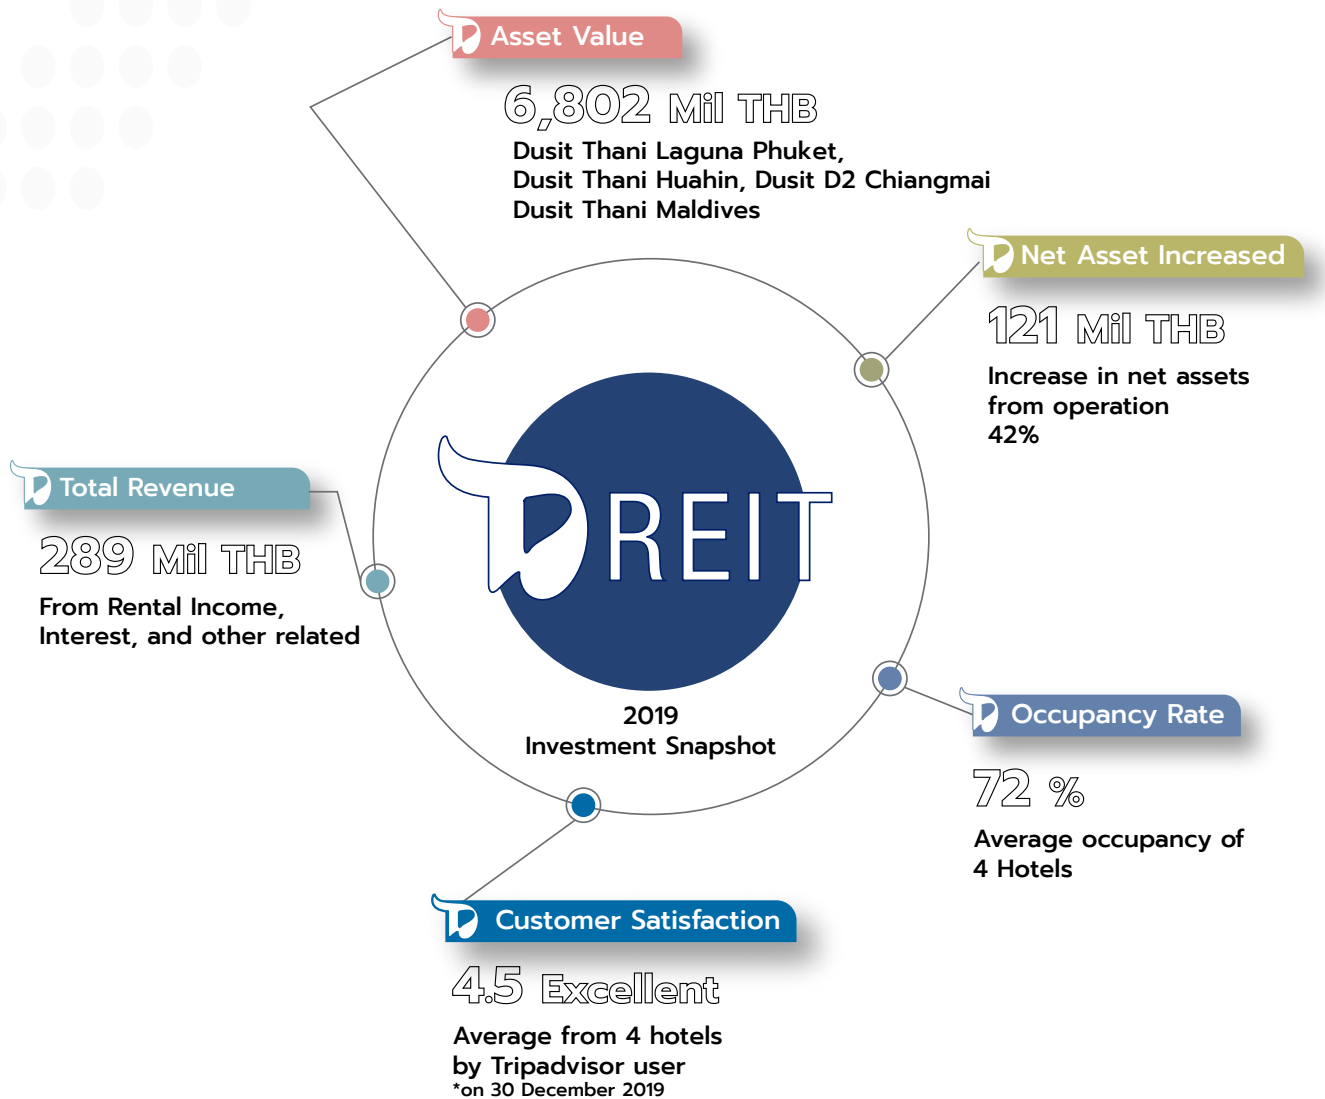 Asset Value
6,802 Mil THB
Dusit Thani Laguna Phuket,
Dusit Thani Huahin, Dusit D2 Chiangmai
Dusit Thani Maldives
Net Asset Increased
121 Mil THB
Increase in net assets
from operation
42%
Total Revenue
289 Mil THB
From Rental Income,
Interest, and other related
DREIT
2019
Investment Snapshot
Occupancy Rate
72 %
Average occupancy of
4 Hotels
Customer Satisfaction
4.5 Excellent
Average from 4 hotels
by Tripadvisor user
*on 30 December 2019